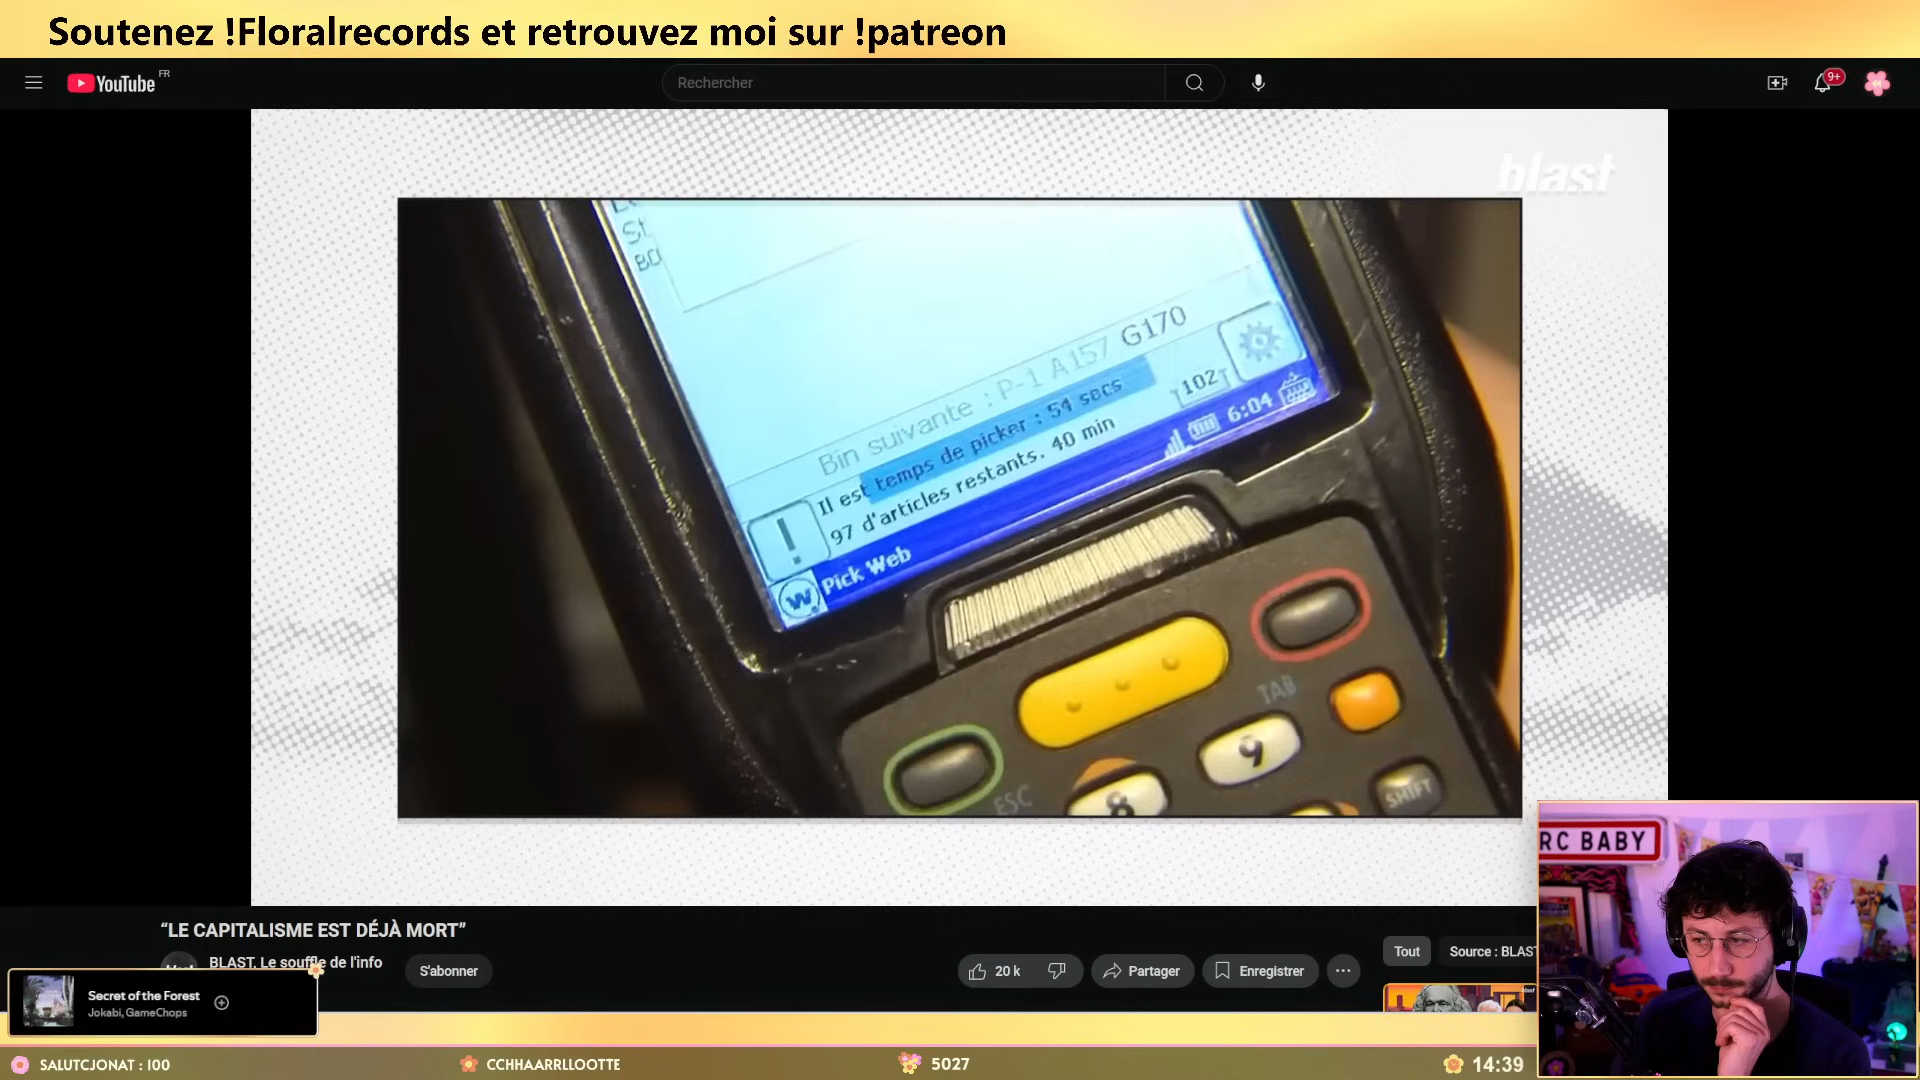 Soutenez !Floralrecords et retrouvez moi sur !patreon
YouTube FR
Rechercher
9+
blast
St
BO
Bin suivante : P-1 A157 G170
Il est temps de picker : 54 secs
97 d'articles restants. 40 min
102
6:04
Pick Web
ESC
TAB
8
9
SHIFT
RC BABY
“LE CAPITALISME EST DÉJÀ MORT”
BLAST, Le souffle de l'info
S'abonner
20 k
Partager
Enregistrer
Tout
Source : BLAST
Secret of the Forest
Jokabi, GameChops
SALUTCJONAT : 100
CCHHAARRLLOOTTE
5027
14:39